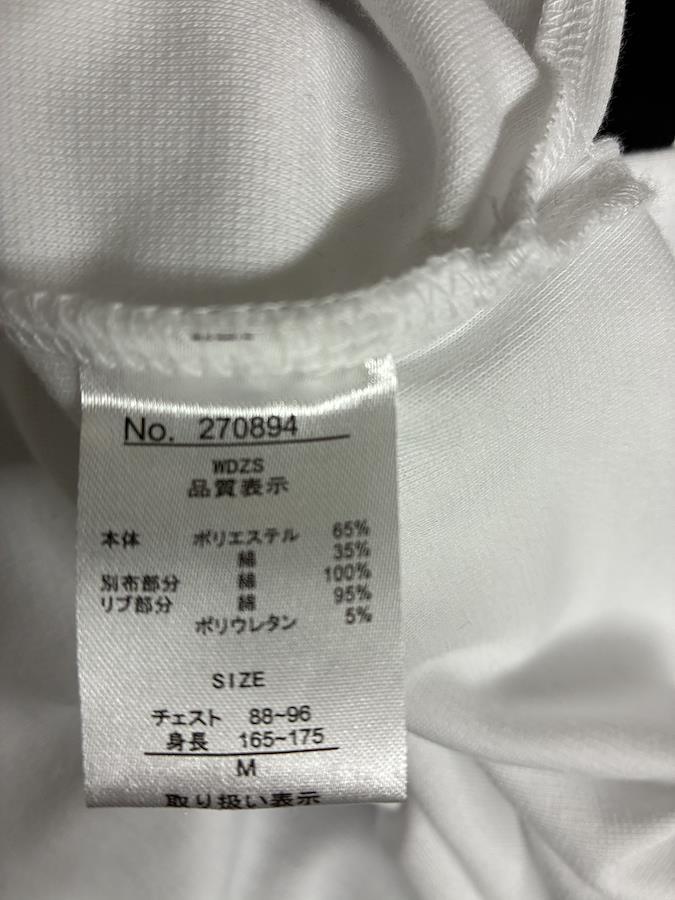 No. 270894
WDZS
品質表示
本体 ポリエステル 65%
綿 35%
別布部分 綿 100%
リブ部分 綿 95%
ポリウレタン 5%
SIZE
チェスト 88~96
身長 165~175
M
取り扱い表示